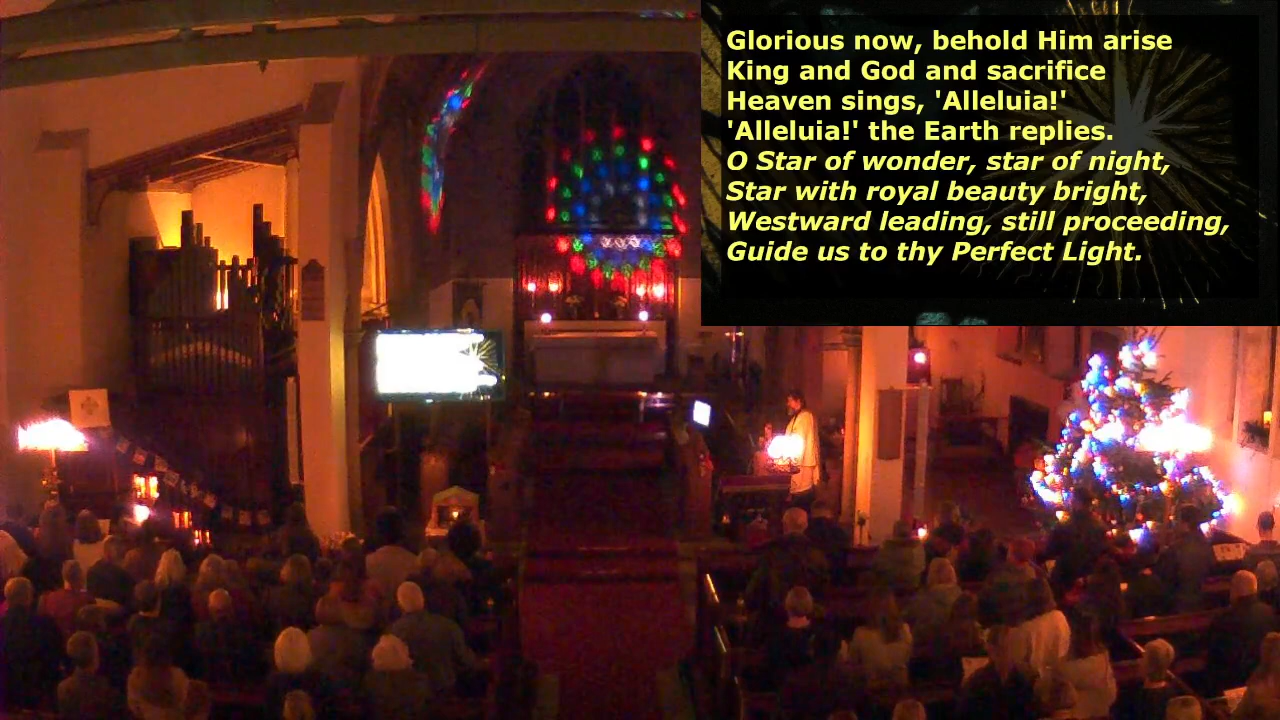 Glorious now, behold Him arise
King and God and sacrifice
Heaven sings, 'Alleluia!'
'Alleluia!' the Earth replies.
O Star of wonder, star of night,
Star with royal beauty bright,
Westward leading, still proceeding,
Guide us to thy Perfect Light.